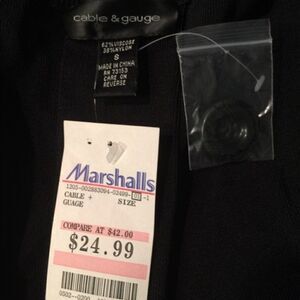 cable & gauge
62% VISCOSE
38% NYLON
S
MADE IN CHINA
RN 73153
CARE ON
REVERSE
Marshalls
CABLE +
GUAGE SIZE
COMPARE AT $42.00
$24.99